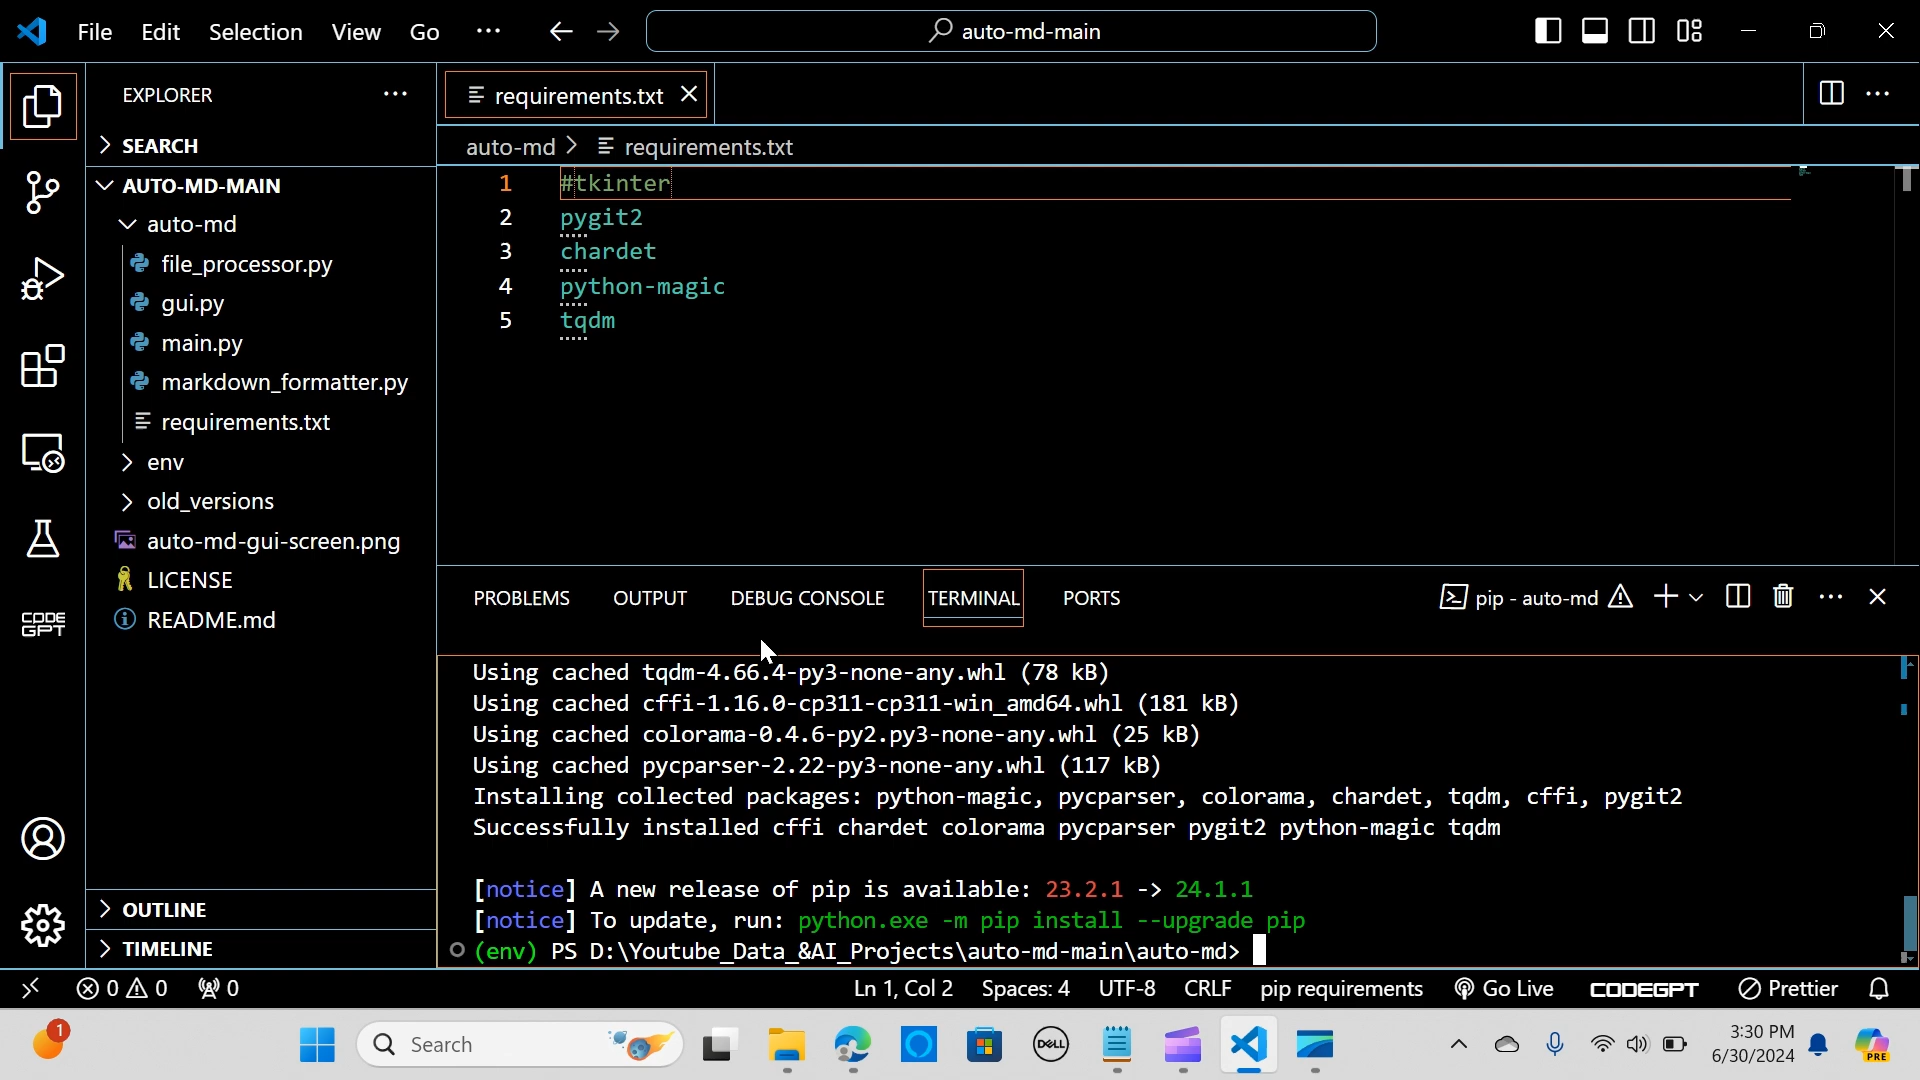 File Edit Selection View Go ··· auto-md-main
EXPLORER ···
SEARCH
AUTO-MD-MAIN
auto-md
file_processor.py
gui.py
main.py
markdown_formatter.py
requirements.txt
env
old_versions
auto-md-gui-screen.png
LICENSE
README.md
OUTLINE
TIMELINE
CODE
GPT
requirements.txt
auto-md > requirements.txt
1 #tkinter
2 pygit2
3 chardet
4 python-magic
5 tqdm
PROBLEMS OUTPUT DEBUG CONSOLE TERMINAL PORTS pip - auto-md
Using cached tqdm-4.66.4-py3-none-any.whl (78 kB)
Using cached cffi-1.16.0-cp311-cp311-win_amd64.whl (181 kB)
Using cached colorama-0.4.6-py2.py3-none-any.whl (25 kB)
Using cached pycparser-2.22-py3-none-any.whl (117 kB)
Installing collected packages: python-magic, pycparser, colorama, chardet, tqdm, cffi, pygit2
Successfully installed cffi chardet colorama pycparser pygit2 python-magic tqdm
[notice] A new release of pip is available: 23.2.1 -> 24.1.1
[notice] To update, run: python.exe -m pip install --upgrade pip
(env) PS D:\Youtube_Data_&AI_Projects\auto-md-main\auto-md>
0 0 0 Ln 1, Col 2 Spaces: 4 UTF-8 CRLF pip requirements Go Live CODEGPT Prettier
1 Search DELL 3:30 PM
6/30/2024
PRE